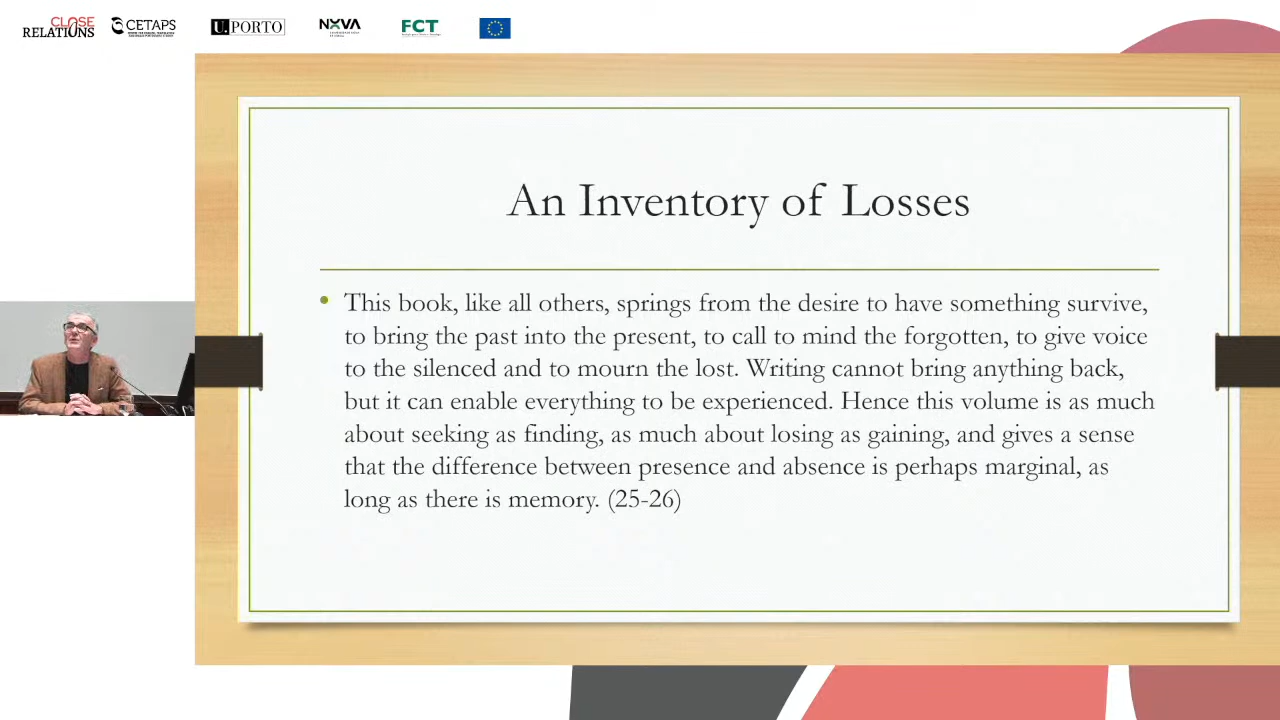 CLOSE
RELATIONS
CETAPS
U.PORTO
NOVA
FCT
An Inventory of Losses
• This book, like all others, springs from the desire to have something survive,
to bring the past into the present, to call to mind the forgotten, to give voice
to the silenced and to mourn the lost. Writing cannot bring anything back,
but it can enable everything to be experienced. Hence this volume is as much
about seeking as finding, as much about losing as gaining, and gives a sense
that the difference between presence and absence is perhaps marginal, as
long as there is memory. (25-26)